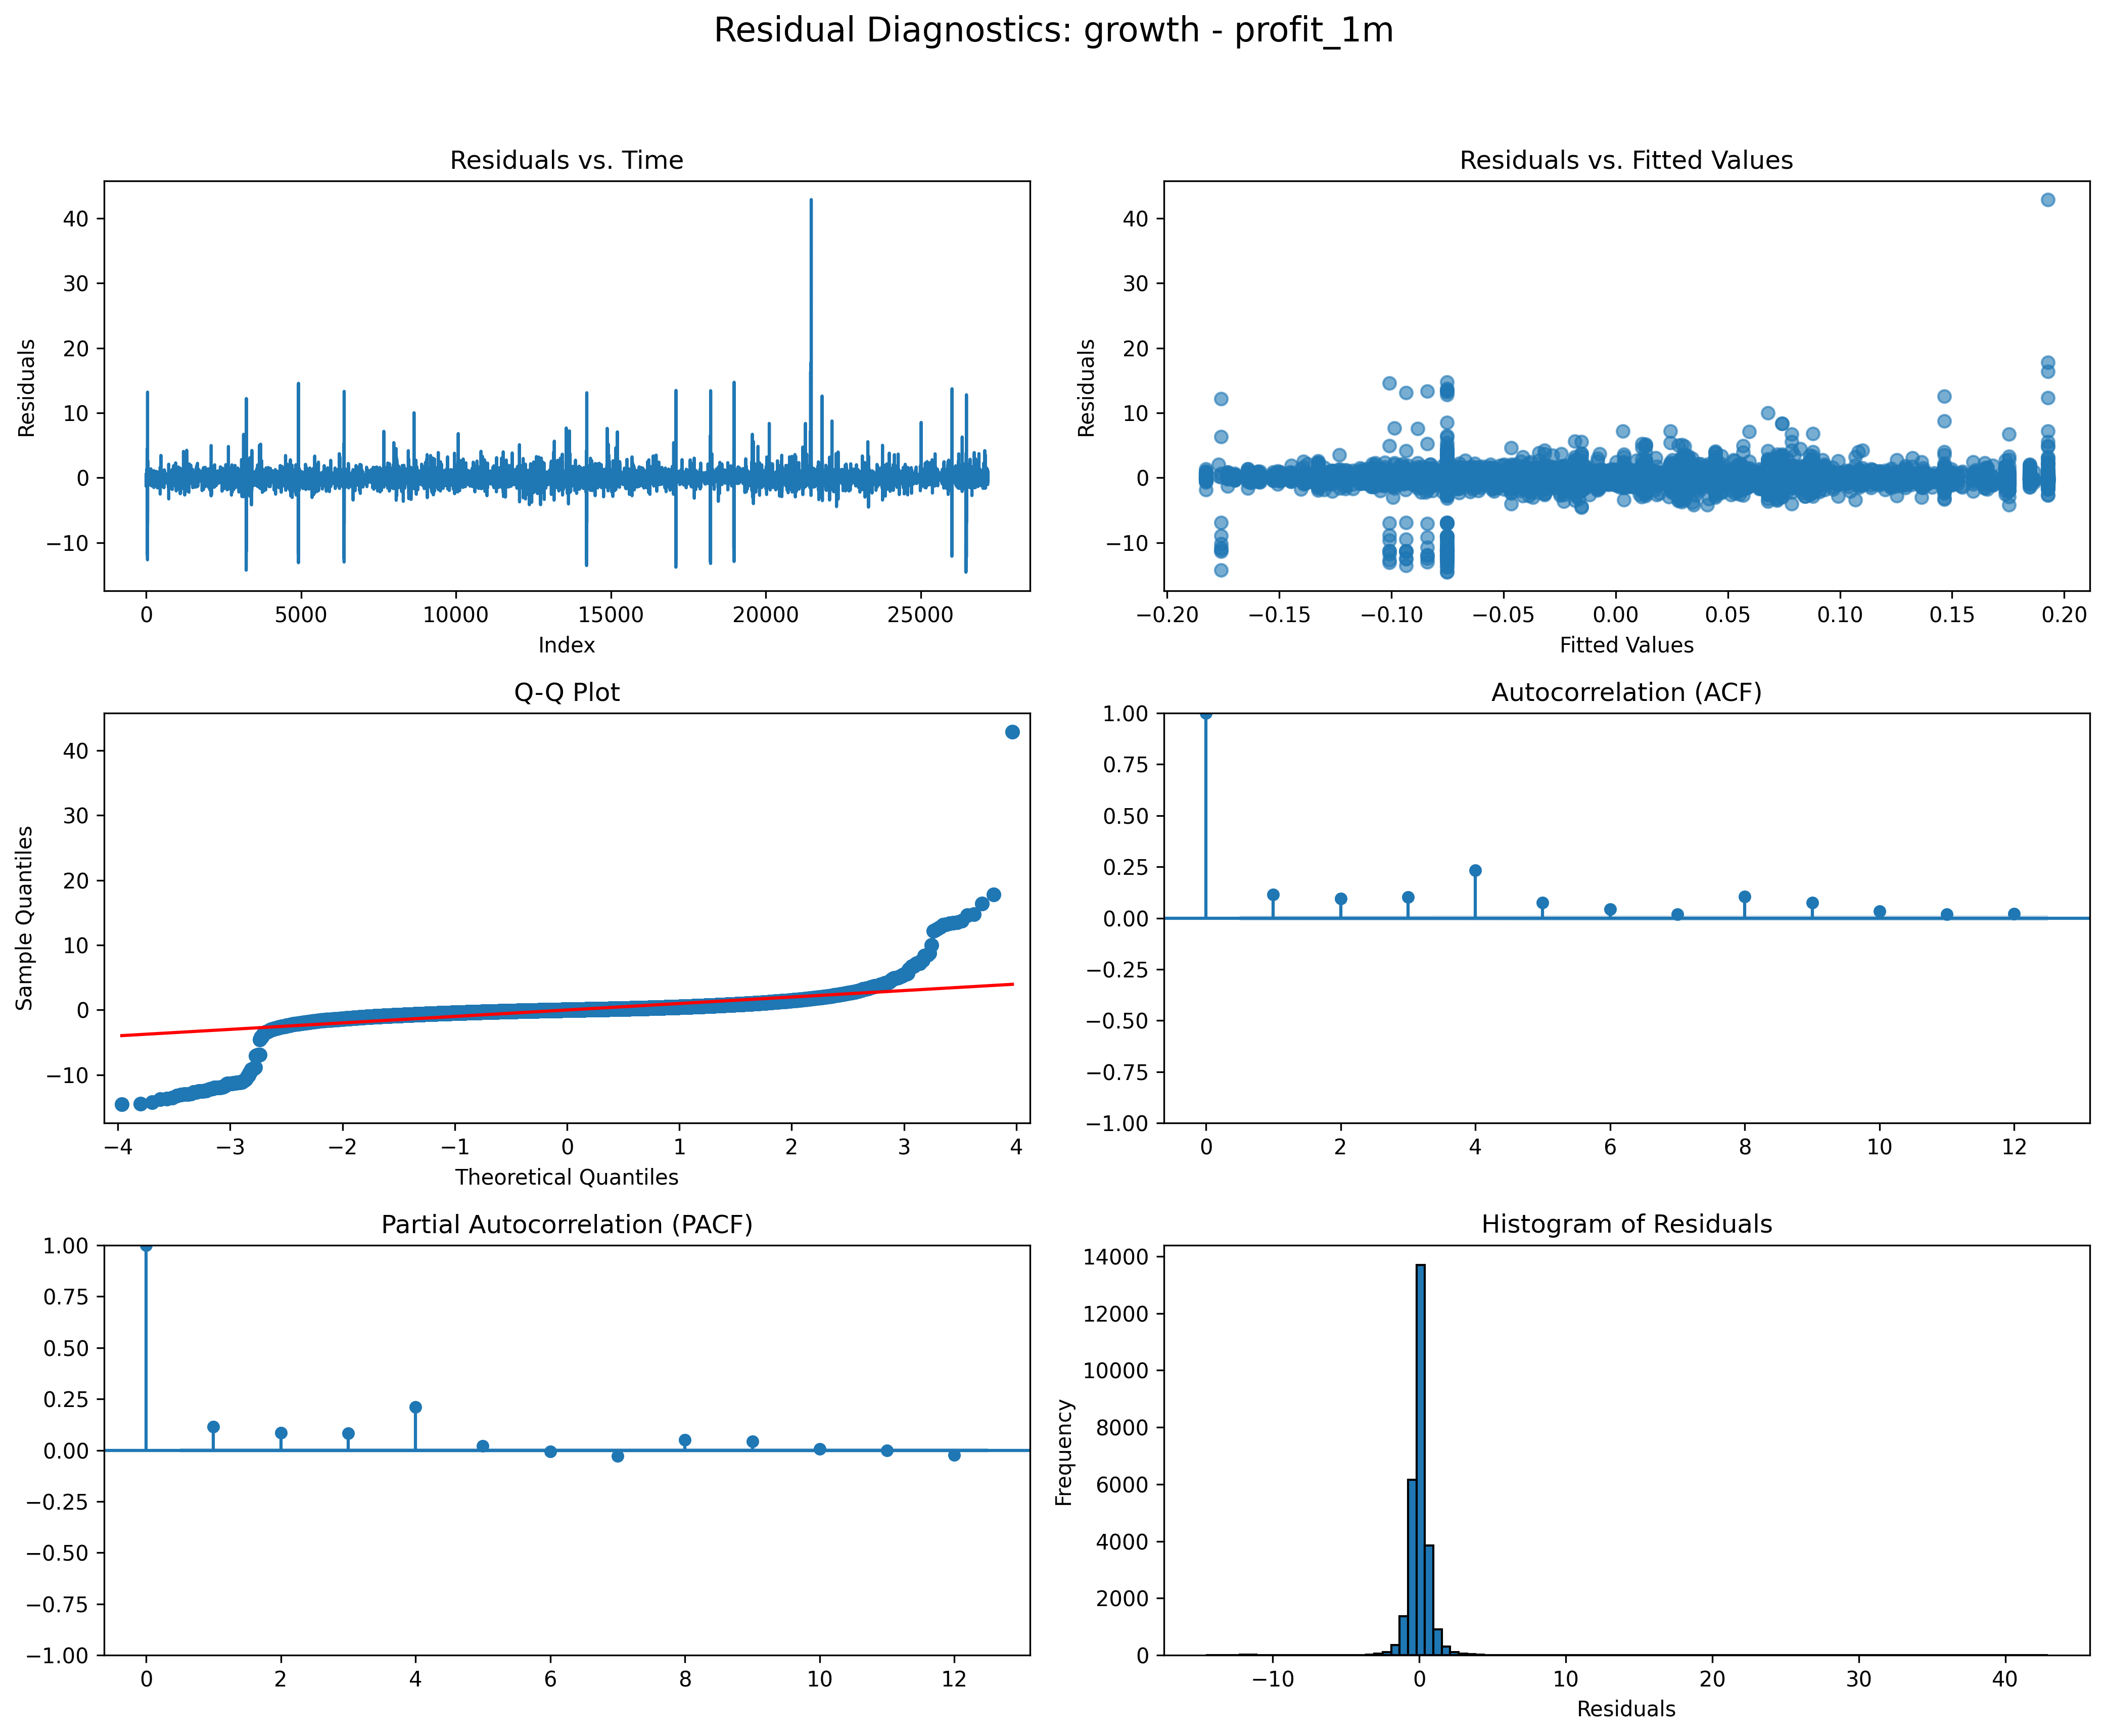 Residual Diagnostics: growth - profit_1m
Residuals vs. Time
Residuals
40
30
20
10
0
−10
0 5000 10000 15000 20000 25000
Index
Residuals vs. Fitted Values
Residuals
40
30
20
10
0
−10
−0.20 −0.15 −0.10 −0.05 0.00 0.05 0.10 0.15 0.20
Fitted Values
Q-Q Plot
Sample Quantiles
40
30
20
10
0
−10
−4 −3 −2 −1 0 1 2 3 4
Theoretical Quantiles
Autocorrelation (ACF)
1.00
0.75
0.50
0.25
0.00
−0.25
−0.50
−0.75
−1.00
0 2 4 6 8 10 12
Partial Autocorrelation (PACF)
1.00
0.75
0.50
0.25
0.00
−0.25
−0.50
−0.75
−1.00
0 2 4 6 8 10 12
Histogram of Residuals
Frequency
14000
12000
10000
8000
6000
4000
2000
0
−10 0 10 20 30 40
Residuals